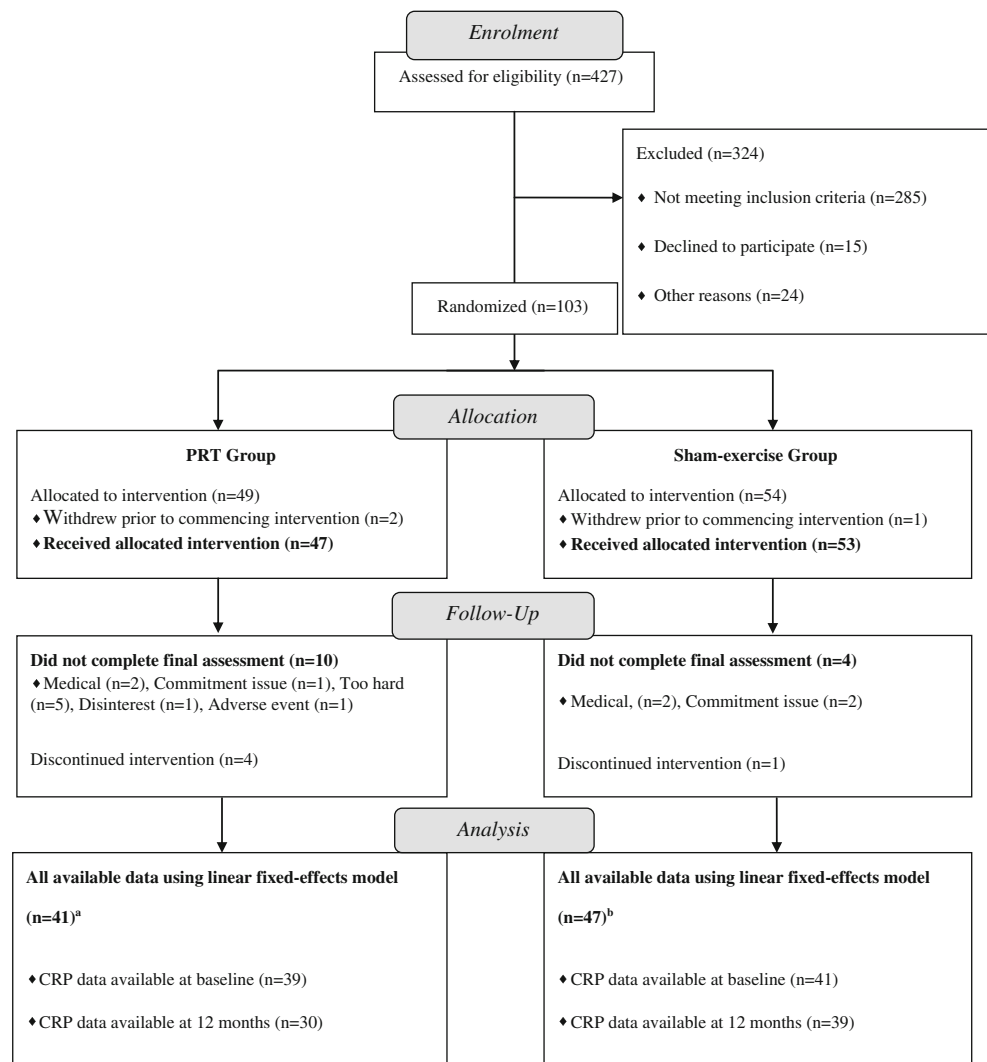 Enrolment
Assessed for eligibility (n=427)
Excluded (n=324)
♦ Not meeting inclusion criteria (n=285)
♦ Declined to participate (n=15)
♦ Other reasons (n=24)
Randomized (n=103)
Allocation
PRT Group
Allocated to intervention (n=49)
♦Withdrew prior to commencing intervention (n=2)
♦Received allocated intervention (n=47)
Sham-exercise Group
Allocated to intervention (n=54)
♦Withdrew prior to commencing intervention (n=1)
♦Received allocated intervention (n=53)
Follow-Up
Did not complete final assessment (n=10)
♦Medical (n=2), Commitment issue (n=1), Too hard
(n=5), Disinterest (n=1), Adverse event (n=1)
Discontinued intervention (n=4)
Did not complete final assessment (n=4)
♦Medical, (n=2), Commitment issue (n=2)
Discontinued intervention (n=1)
Analysis
All available data using linear fixed-effects model
(n=41)ᵃ
♦CRP data available at baseline (n=39)
♦CRP data available at 12 months (n=30)
All available data using linear fixed-effects model
(n=47)ᵇ
♦CRP data available at baseline (n=41)
♦CRP data available at 12 months (n=39)